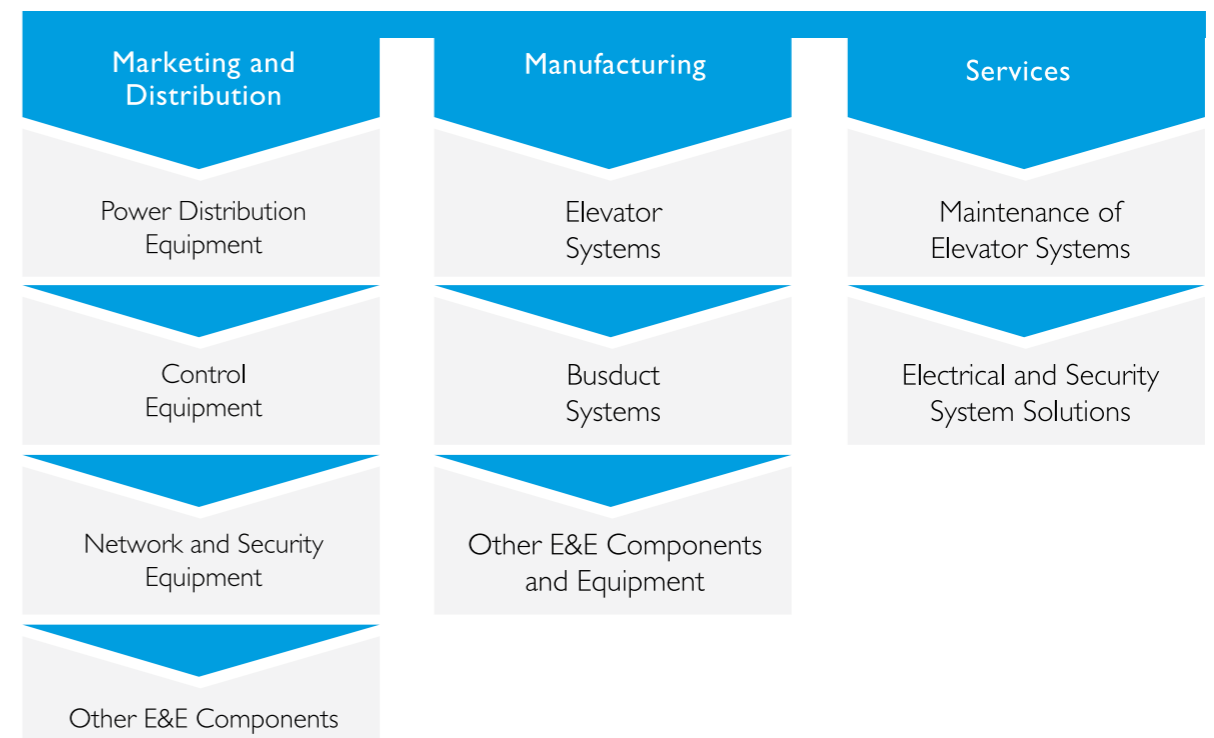 Marketing and
Distribution
Power Distribution
Equipment
Control
Equipment
Network and Security
Equipment
Other E&E Components
Manufacturing
Elevator
Systems
Busduct
Systems
Other E&E Components
and Equipment
Services
Maintenance of
Elevator Systems
Electrical and Security
System Solutions